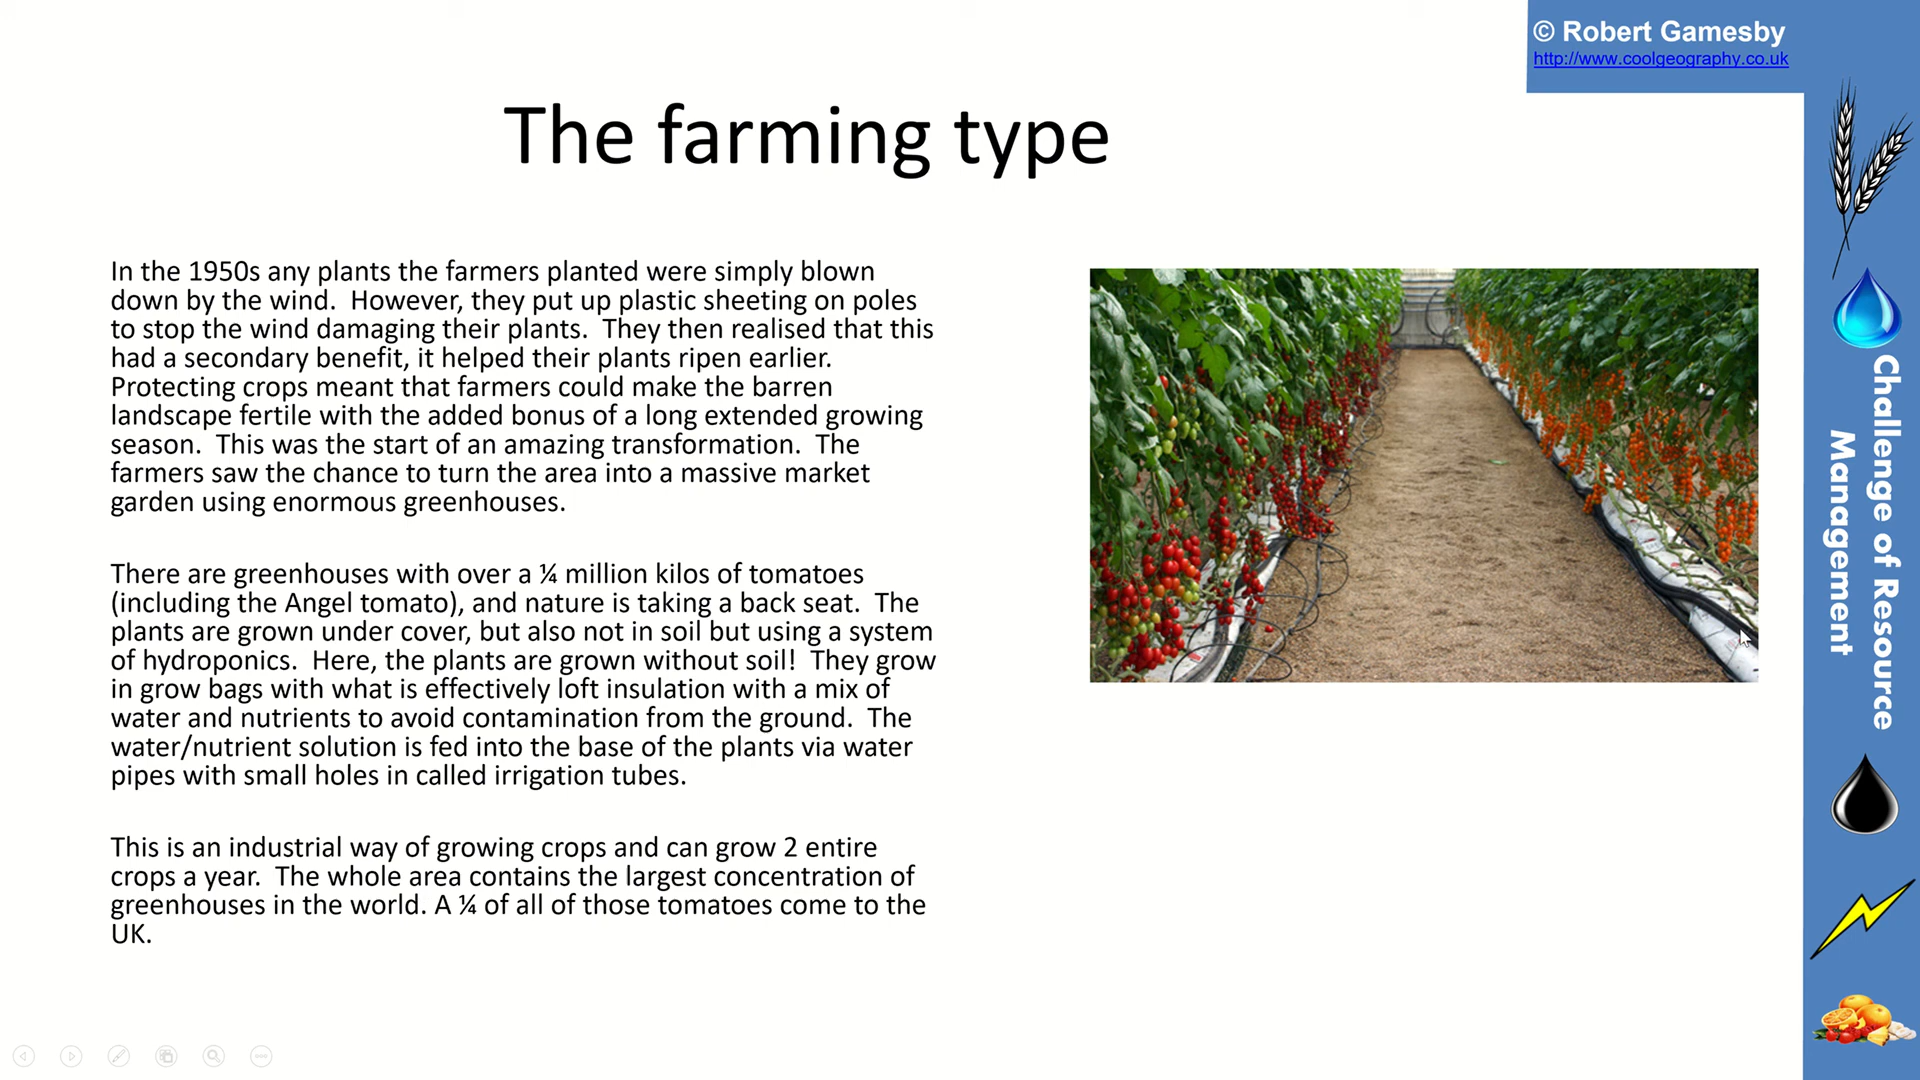 © Robert Gamesby
http://www.coolgeography.co.uk
The farming type
In the 1950s any plants the farmers planted were simply blown
down by the wind.  However, they put up plastic sheeting on poles
to stop the wind damaging their plants.  They then realised that this
had a secondary benefit, it helped their plants ripen earlier.
Protecting crops meant that farmers could make the barren
landscape fertile with the added bonus of a long extended growing
season.  This was the start of an amazing transformation.  The
farmers saw the chance to turn the area into a massive market
garden using enormous greenhouses.
There are greenhouses with over a ¼ million kilos of tomatoes
(including the Angel tomato), and nature is taking a back seat.  The
plants are grown under cover, but also not in soil but using a system
of hydroponics.  Here, the plants are grown without soil!  They grow
in grow bags with what is effectively loft insulation with a mix of
water and nutrients to avoid contamination from the ground.  The
water/nutrient solution is fed into the base of the plants via water
pipes with small holes in called irrigation tubes.
This is an industrial way of growing crops and can grow 2 entire
crops a year.  The whole area contains the largest concentration of
greenhouses in the world. A ¼ of all of those tomatoes come to the
UK.
Challenge of Resource
Management